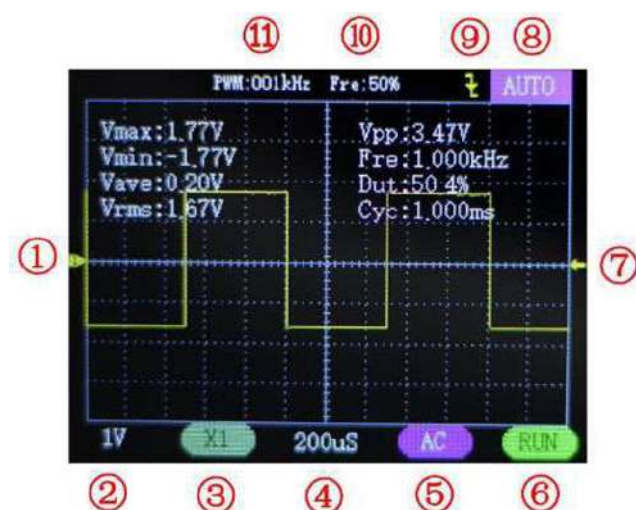 ⑪ ⑩ ⑨ ⑧
PWM:001kHz Fre:50% AUTO
Vmax:1.77V Vpp:3.47V
Vmin:-1.77V Fre:1.000kHz
Vave:0.20V Dut:50.4%
Vrms:1.67V Cyc:1.000ms
① ⑦
1V X1 200uS AC RUN
② ③ ④ ⑤ ⑥